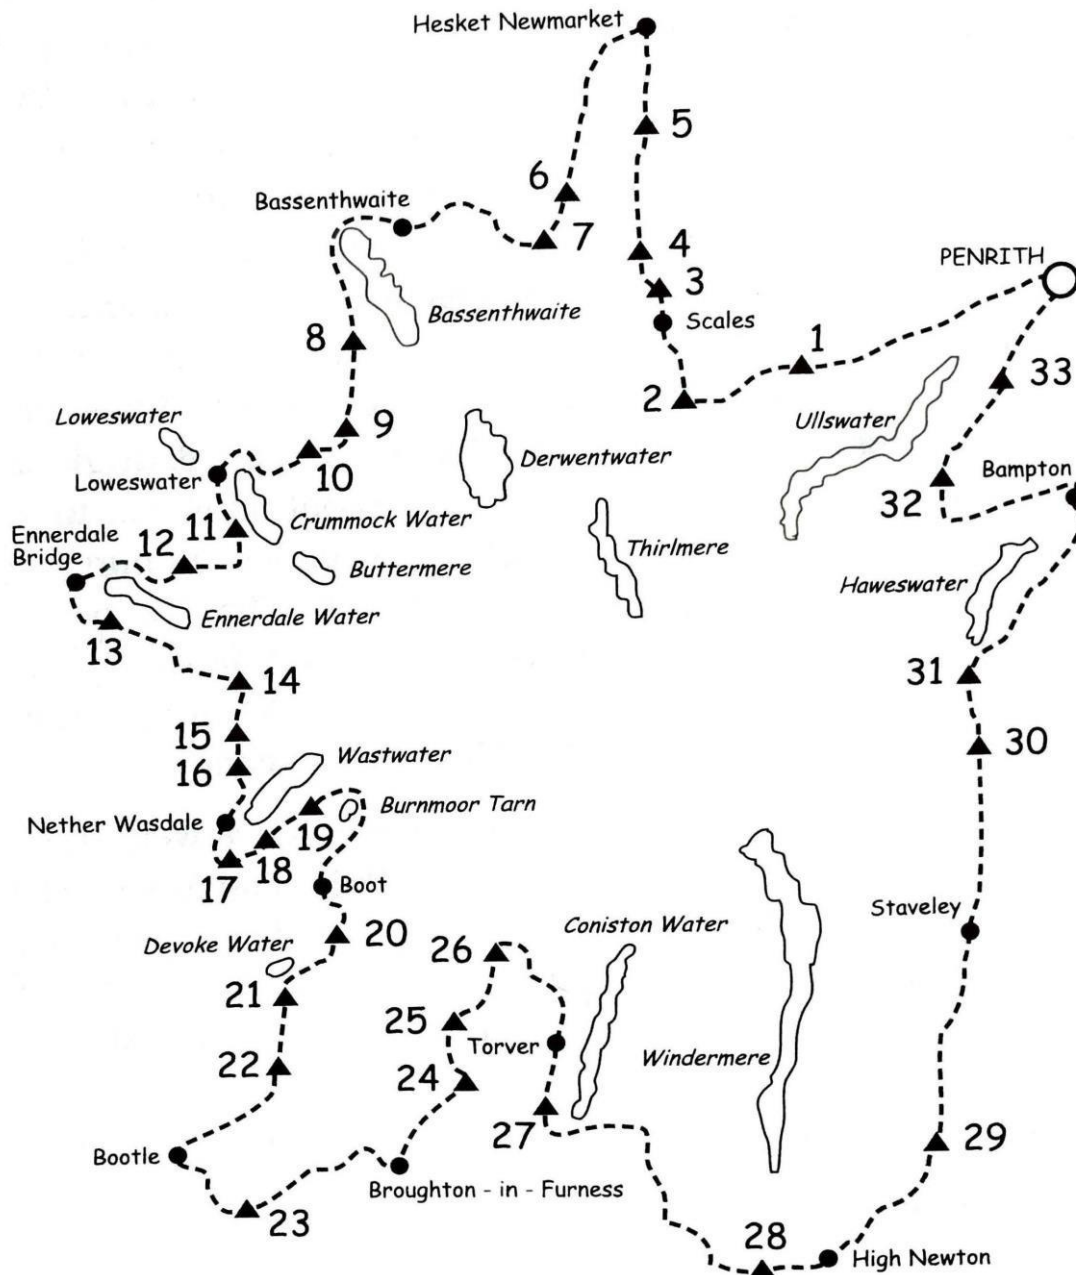 Hesket Newmarket
5
6
Bassenthwaite
7
4
PENRITH
3
Bassenthwaite
Scales
8
1
33
2
Ullswater
Loweswater
9
Derwentwater
Bampton
Loweswater
10
32
11
Crummock Water
Ennerdale
Bridge
12
Thirlmere
Buttermere
Haweswater
Ennerdale Water
13
31
14
15
30
Wastwater
16
Burnmoor Tarn
Nether Wasdale
19
18
17
Boot
Staveley
Coniston Water
20
Devoke Water
26
21
25
Torver
Windermere
22
24
27
29
Bootle
Broughton - in - Furness
23
28
High Newton